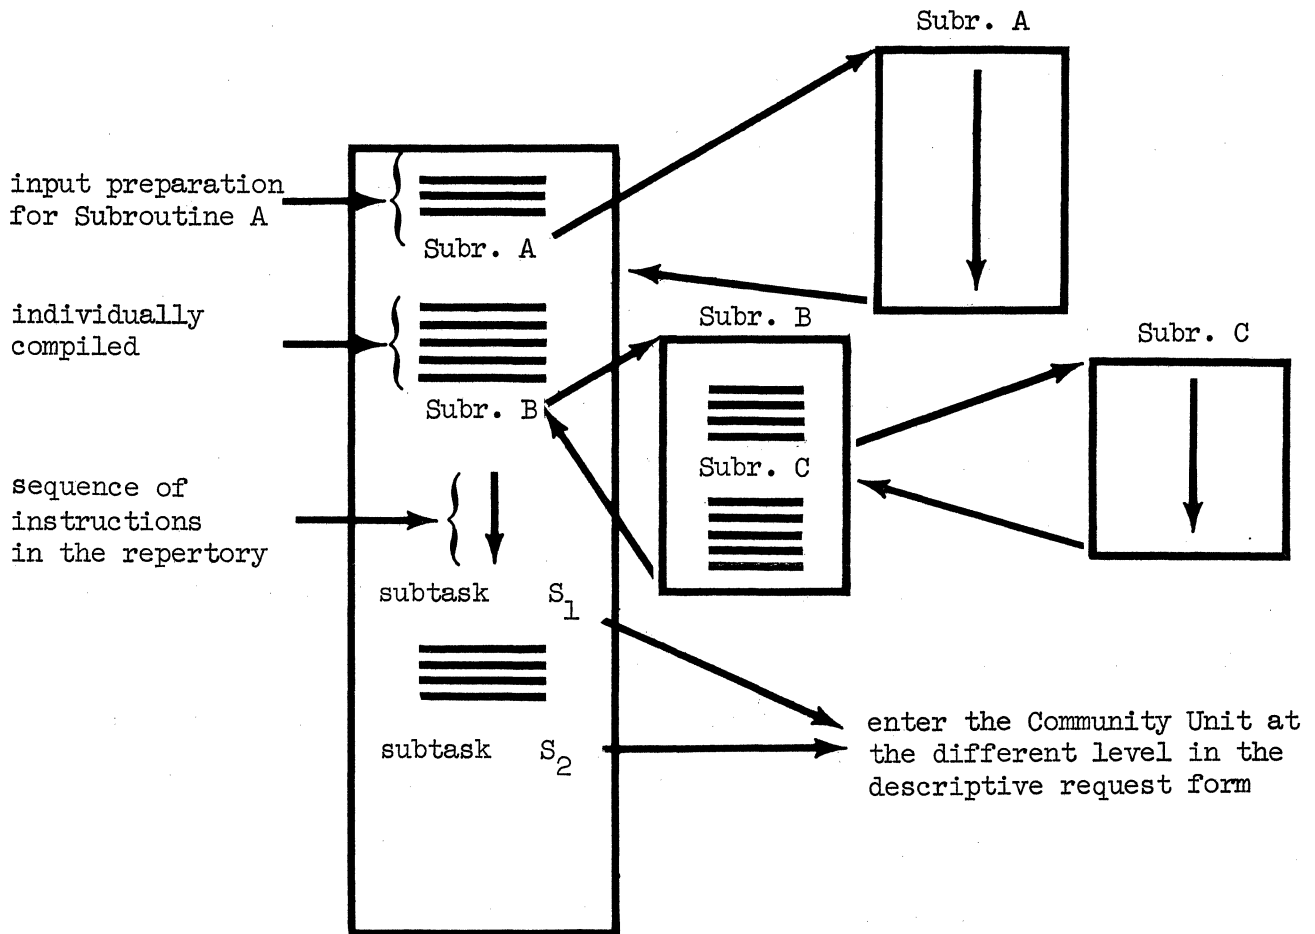 Subr. A
input preparation
for Subroutine A
Subr. A
individually
compiled
Subr. B
Subr. C
Subr. B
Subr. C
sequence of
instructions
in the repertory
subtask S1
enter the Community Unit at
the different level in the
descriptive request form
subtask S2